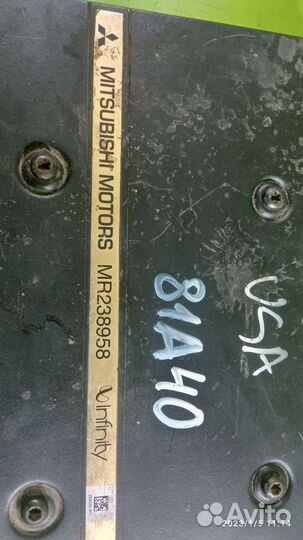 MITSUBISHI MOTORS MR238958 Infinity
81A40
USA
2023/1/5 11:14
Avito